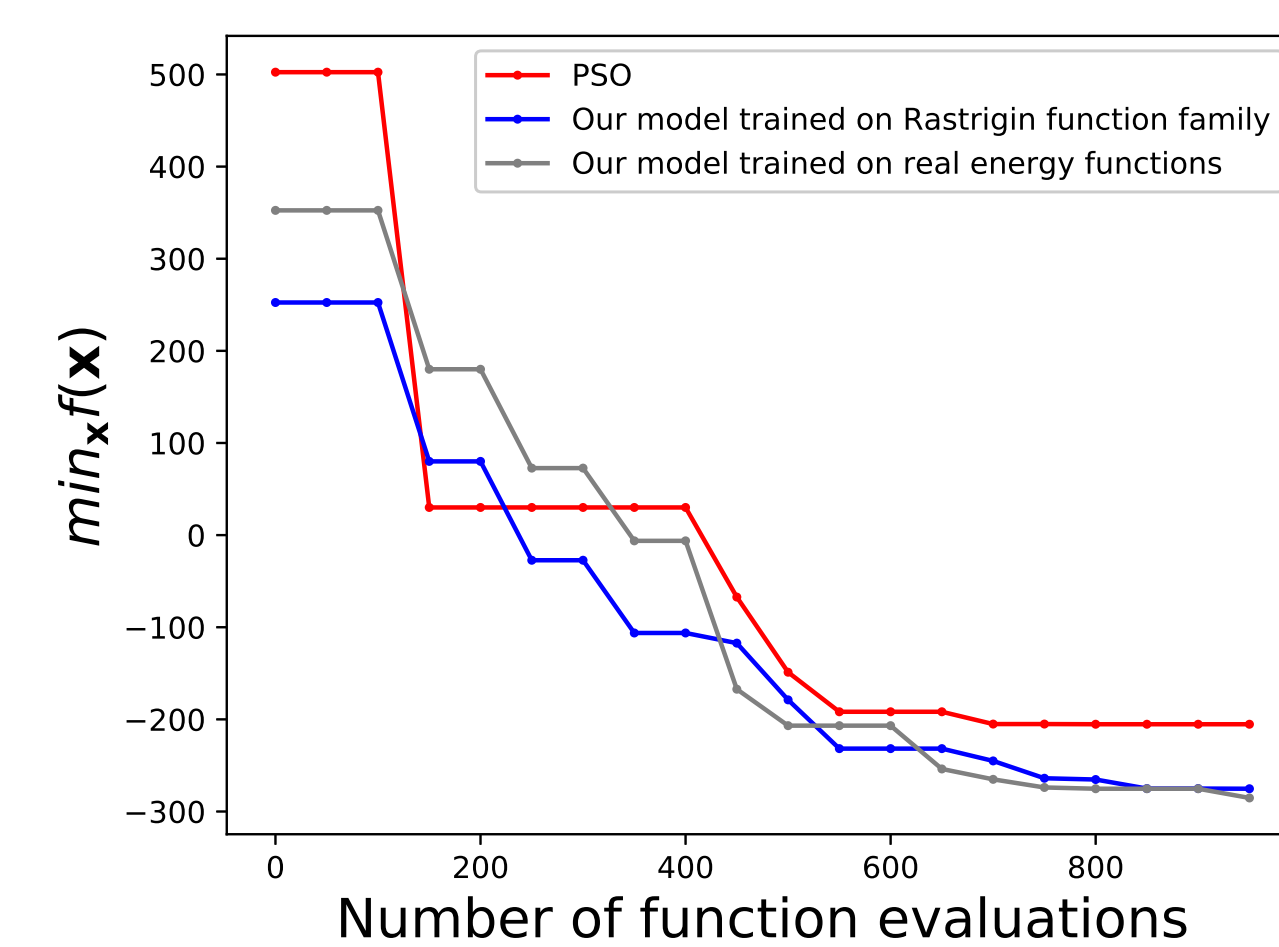 500
400
300
200
100
0
−100
−200
−300
min𝐱f(𝐱)
PSO
Our model trained on Rastrigin function family
Our model trained on real energy functions
0 200 400 600 800
Number of function evaluations